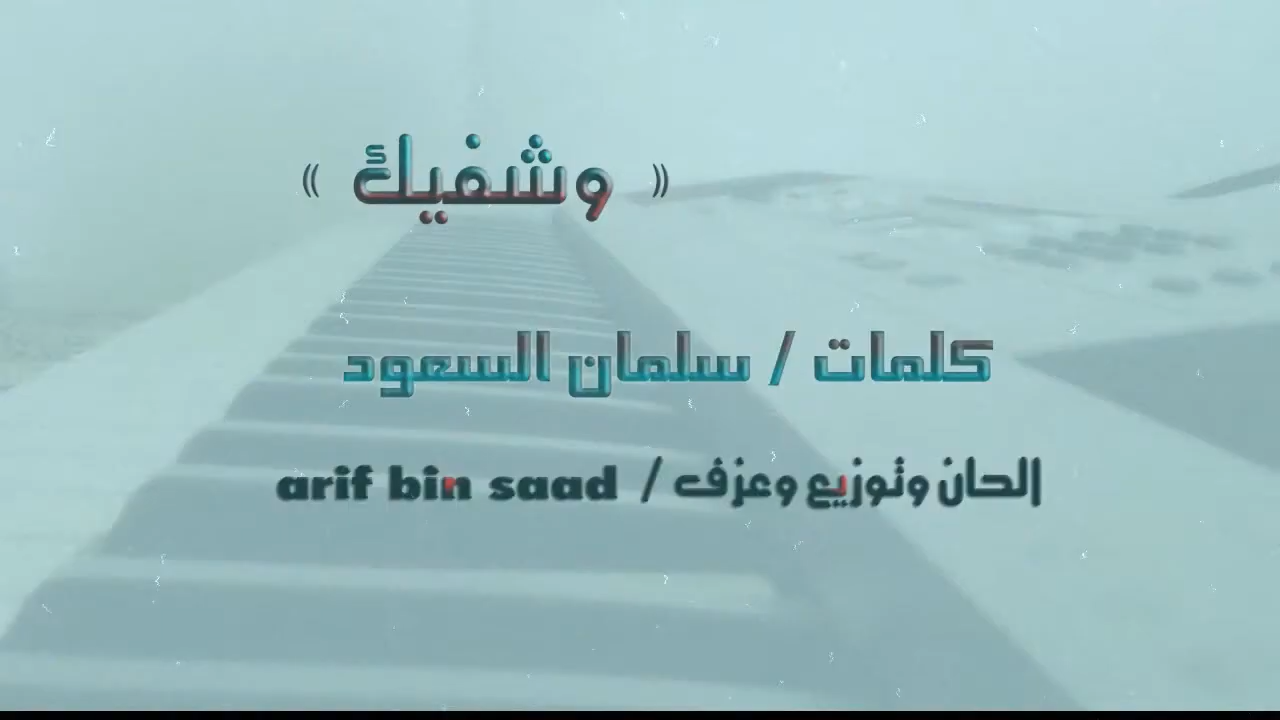 « وشفيك »
كلمات / سلمان السعود
الحان وتوزيع وعزف / arif bin saad